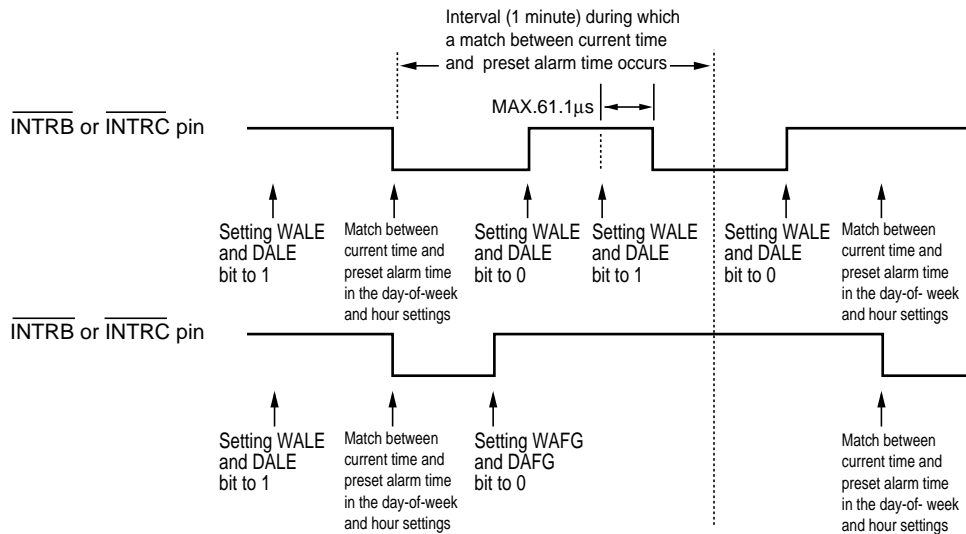 Interval (1 minute) during which
a match between current time
and preset alarm time occurs
MAX.61.1μs
INTRB or INTRC pin
Setting WALE
and DALE
bit to 1
Match between
current time and
preset alarm time
in the day-of-week
and hour settings
Setting WALE
and DALE
bit to 0
Setting WALE
and DALE
bit to 1
Setting WALE
and DALE
bit to 0
Match between
current time and
preset alarm time
in the day-of- week
and hour settings
INTRB or INTRC pin
Setting WALE
and DALE
bit to 1
Match between
current time and
preset alarm time
in the day-of-week
and hour settings
Setting WAFG
and DAFG
bit to 0
Match between
current time and
preset alarm time
in the day-of- week
and hour settings